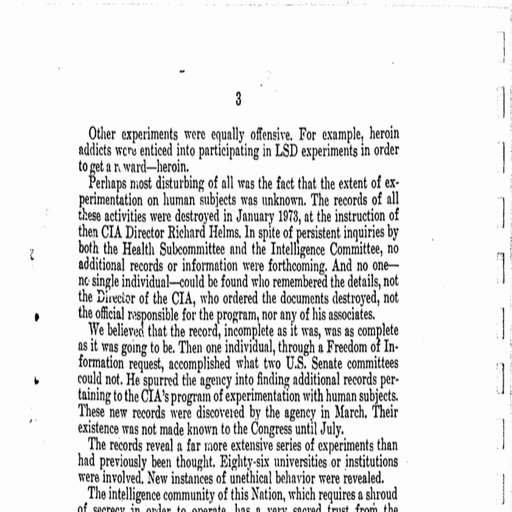 3
Other experiments were equally offensive. For example, heroin
addicts were enticed into participating in LSD experiments in order
to get a reward—heroin.
Perhaps most disturbing of all was the fact that the extent of ex-
perimentation on human subjects was unknown. The records of all
these activities were destroyed in January 1973, at the instruction of
then CIA Director Richard Helms. In spite of persistent inquiries by
both the Health Subcommittee and the Intelligence Committee, no
additional records or information were forthcoming. And no one—
no single individual—could be found who remembered the details, not
the Director of the CIA, who ordered the documents destroyed, not
the official responsible for the program, nor any of his associates.
We believed that the record, incomplete as it was, was as complete
as it was going to be. Then one individual, through a Freedom of In-
formation request, accomplished what two U.S. Senate committees
could not. He spurred the agency into finding additional records per-
taining to the CIA's program of experimentation with human subjects.
These new records were discovered by the agency in March. Their
existence was not made known to the Congress until July.
The records reveal a far more extensive series of experiments than
had previously been thought. Eighty-six universities or institutions
were involved. New instances of unethical behavior were revealed.
The intelligence community of this Nation, which requires a shroud
of secrecy in order to operate, has a very sacred trust from the